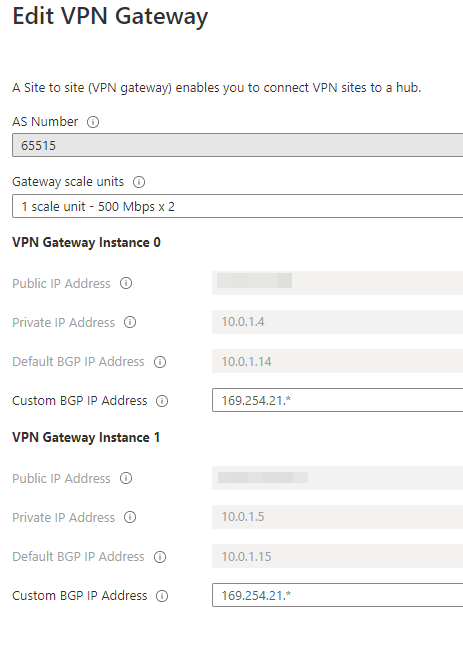 Edit VPN Gateway
A Site to site (VPN gateway) enables you to connect VPN sites to a hub.
AS Number
65515
Gateway scale units
1 scale unit - 500 Mbps x 2
VPN Gateway Instance 0
Public IP Address
Private IP Address 10.0.1.4
Default BGP IP Address 10.0.1.14
Custom BGP IP Address 169.254.21.*
VPN Gateway Instance 1
Public IP Address
Private IP Address 10.0.1.5
Default BGP IP Address 10.0.1.15
Custom BGP IP Address 169.254.21.*